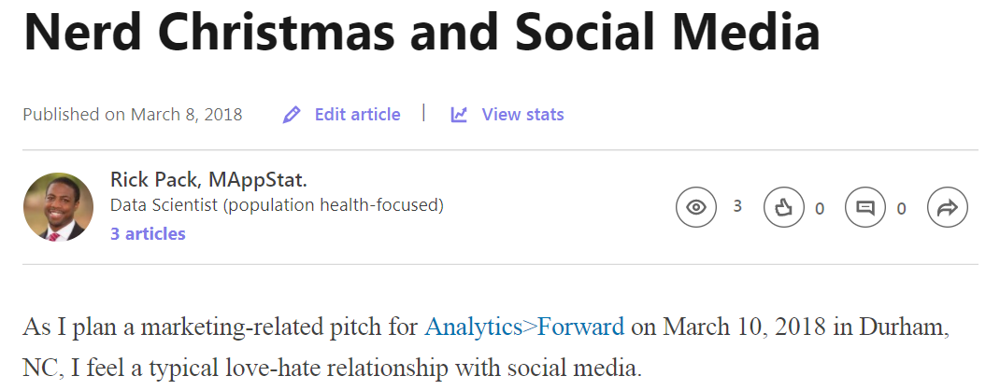 Nerd Christmas and Social Media
Published on March 8, 2018 Edit article | View stats
Rick Pack, MAppStat.
Data Scientist (population health-focused)
3 articles
3 0 0
As I plan a marketing-related pitch for Analytics>Forward on March 10, 2018 in Durham,
NC, I feel a typical love-hate relationship with social media.